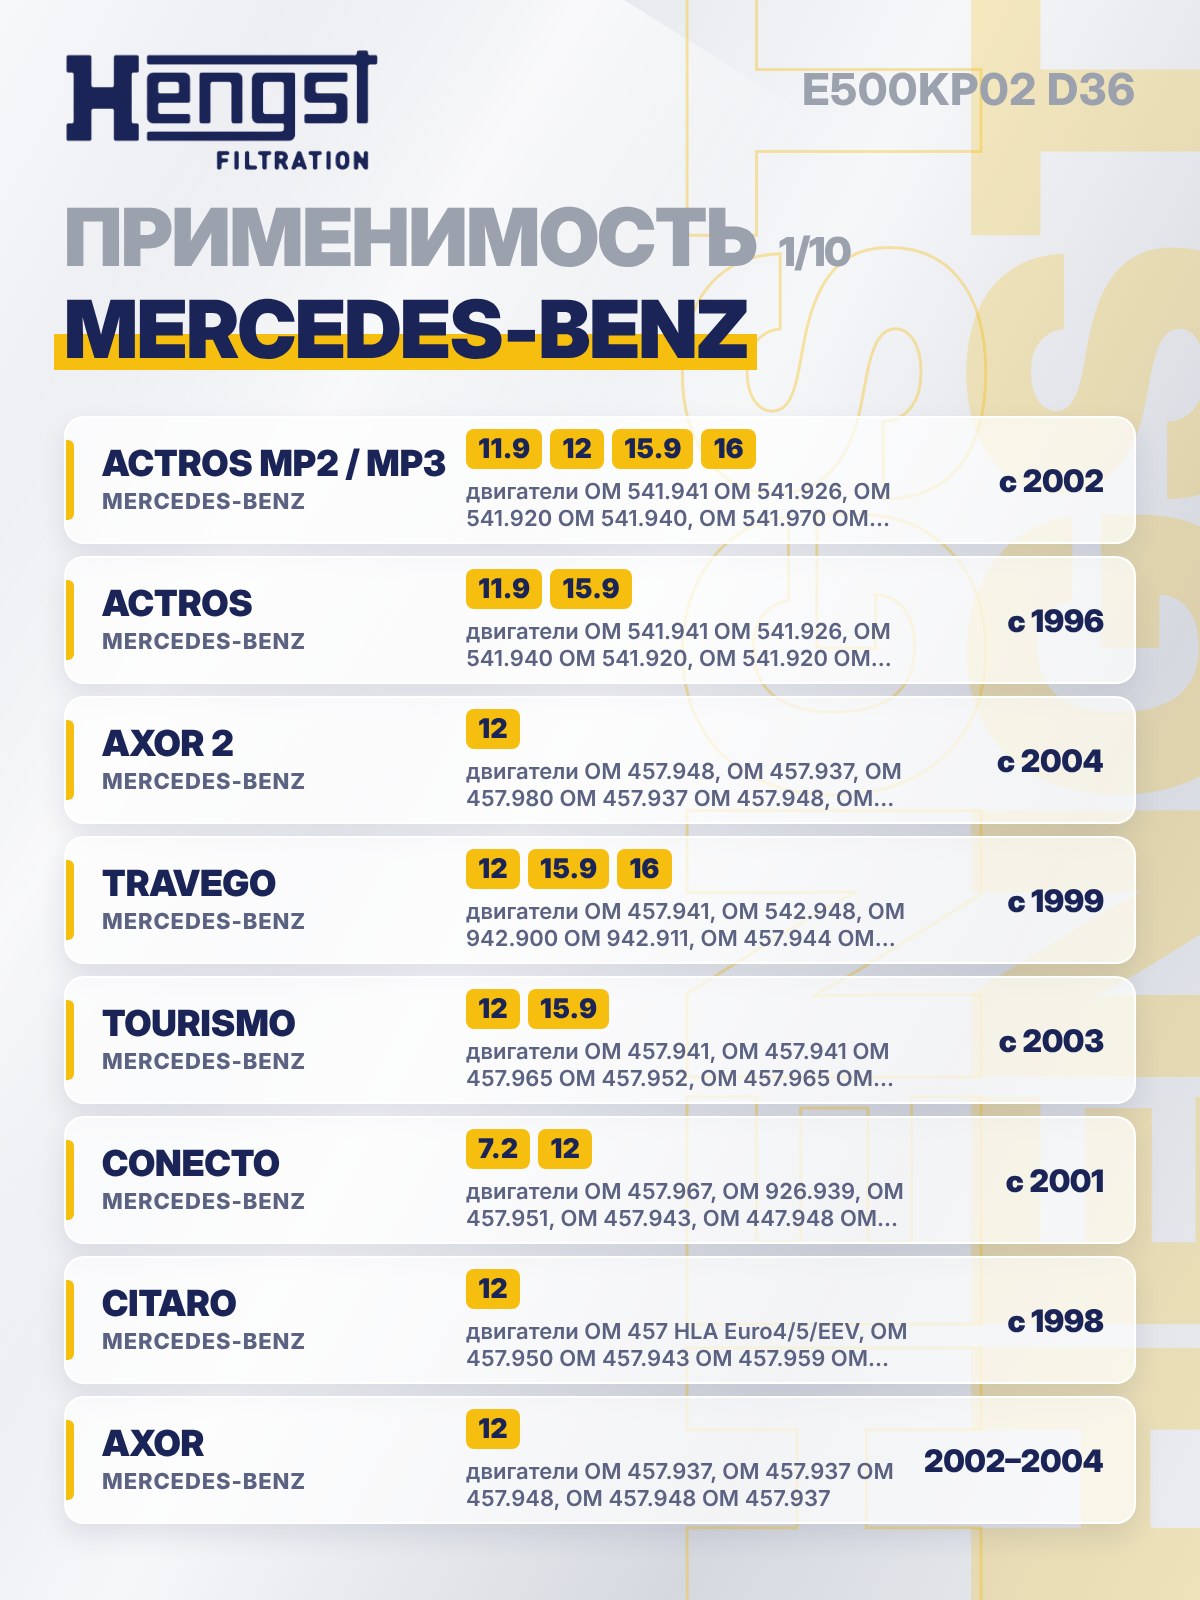 Hengst
FILTRATION
E500KP02 D36
ПРИМЕНИМОСТЬ 1/10
MERCEDES-BENZ
ACTROS MP2 / MP3
MERCEDES-BENZ
11.9 12 15.9 16
двигатели OM 541.941 OM 541.926, OM
541.920 OM 541.940, OM 541.970 OM...
с 2002
ACTROS
MERCEDES-BENZ
11.9 15.9
двигатели OM 541.941 OM 541.926, OM
541.940 OM 541.920, OM 541.920 OM...
с 1996
AXOR 2
MERCEDES-BENZ
12
двигатели OM 457.948, OM 457.937, OM
457.980 OM 457.937 OM 457.948, OM...
с 2004
TRAVEGO
MERCEDES-BENZ
12 15.9 16
двигатели OM 457.941, OM 542.948, OM
942.900 OM 942.911, OM 457.944 OM...
с 1999
TOURISMO
MERCEDES-BENZ
12 15.9
двигатели OM 457.941, OM 457.941 OM
457.965 OM 457.952, OM 457.965 OM...
с 2003
CONECTO
MERCEDES-BENZ
7.2 12
двигатели OM 457.967, OM 926.939, OM
457.951, OM 457.943, OM 447.948 OM...
с 2001
CITARO
MERCEDES-BENZ
12
двигатели OM 457 HLA Euro4/5/EEV, OM
457.950 OM 457.943 OM 457.959 OM...
с 1998
AXOR
MERCEDES-BENZ
12
двигатели OM 457.937, OM 457.937 OM
457.948, OM 457.948 OM 457.937
2002–2004